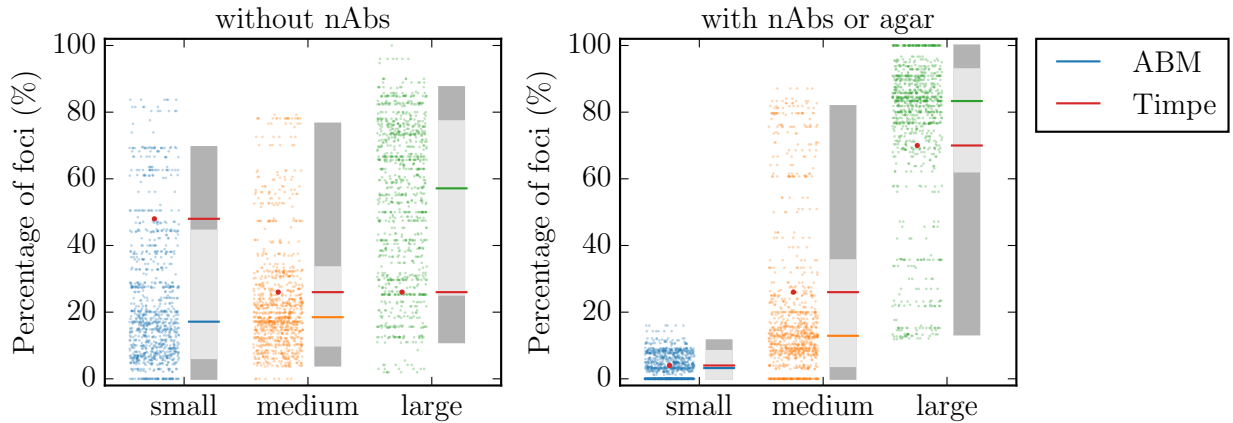 without nAbs
with nAbs or agar
Percentage of foci (%)
100
80
60
40
20
0
small medium large
Percentage of foci (%)
100
80
60
40
20
0
small medium large
ABM
Timpe